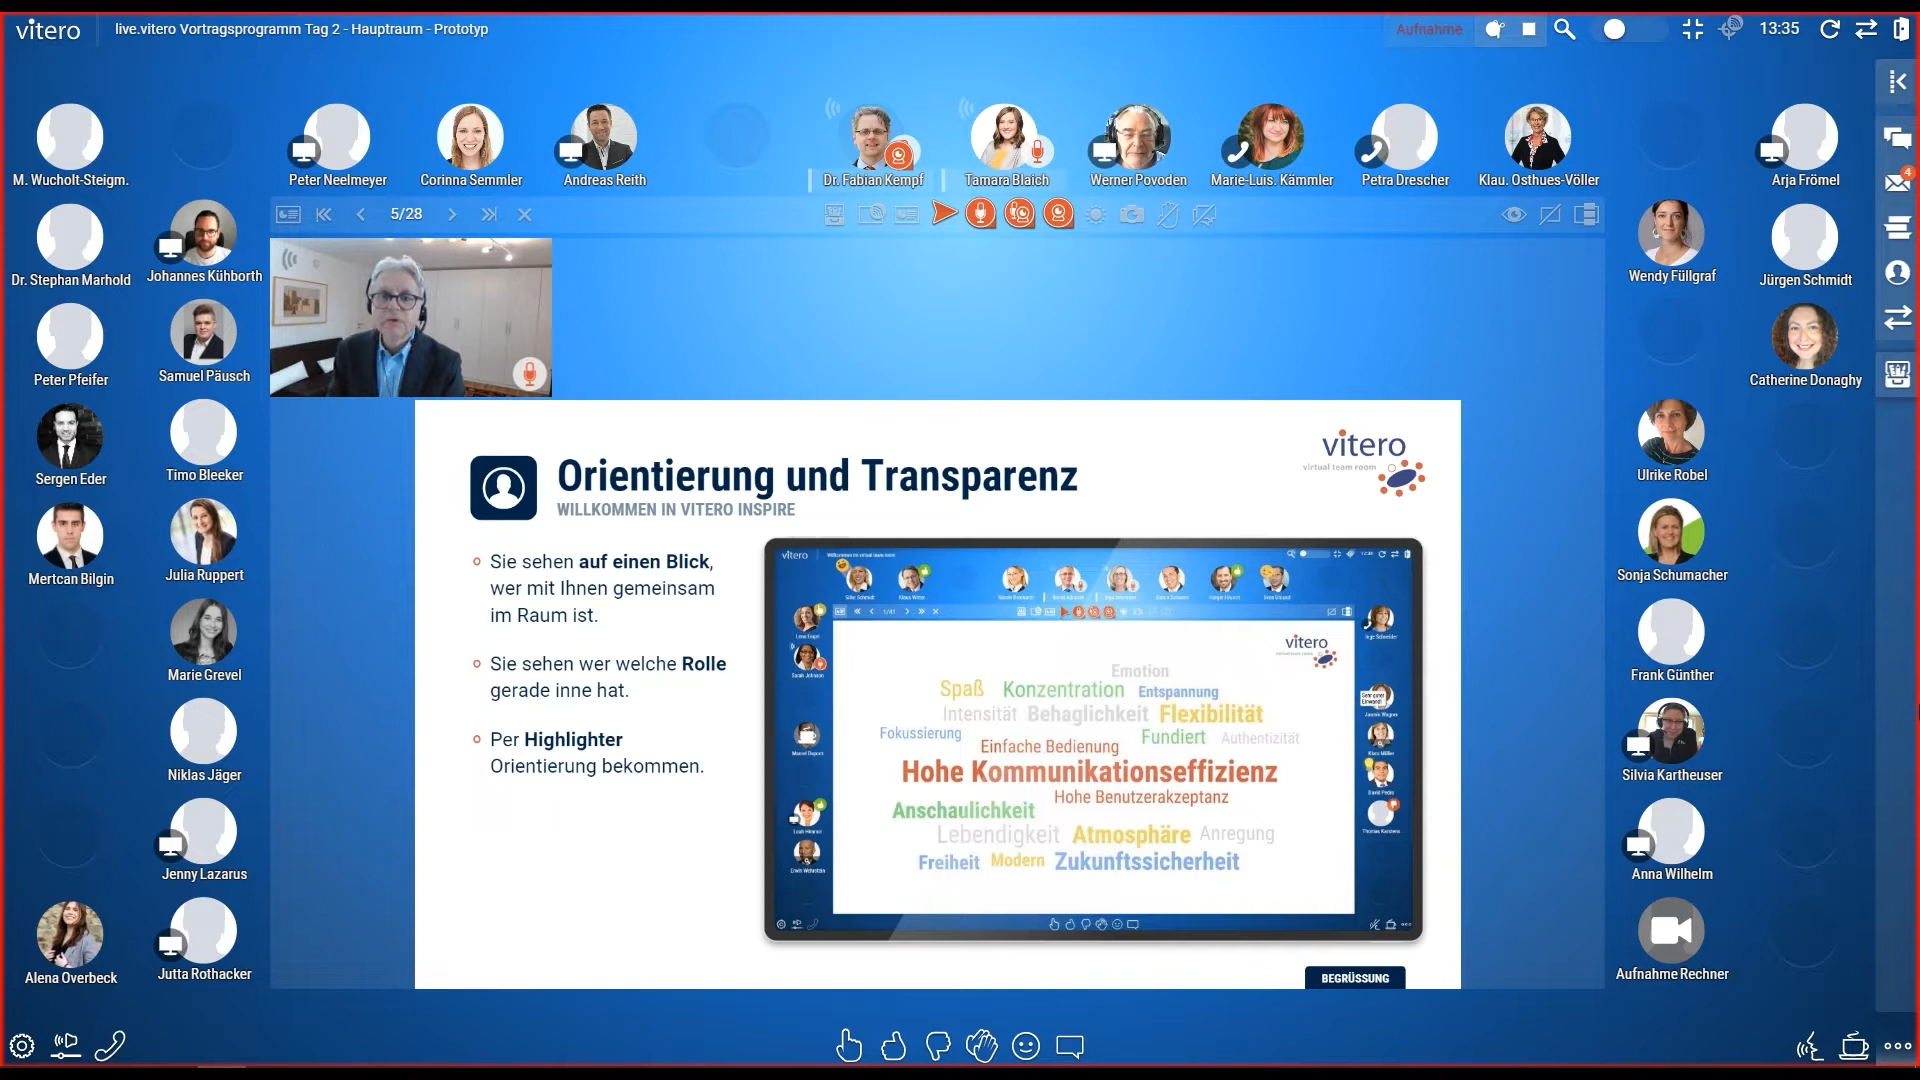 vitero
live.vitero Vortragsprogramm Tag 2 - Hauptraum - Prototyp
Aufnahme
13:35
M. Wucholt-Steigm.
Peter Neelmeyer
Corinna Semmler
Andreas Reith
Dr. Fabian Kempf
Tamara Blaich
Werner Povoden
Marie-Luis. Kämmler
Petra Drescher
Klau. Osthues-Völler
Arja Frömel
4
5/28
Dr. Stephan Marhold
Johannes Kühborth
Wendy Füllgraf
Jürgen Schmidt
Peter Pfeifer
Samuel Päusch
Catherine Donaghy
Sergen Eder
Timo Bleeker
Ulrike Robel
Mertcan Bilgin
Julia Ruppert
Sonja Schumacher
Marie Grevel
Frank Günther
Niklas Jäger
Silvia Kartheuser
Jenny Lazarus
Anna Wilhelm
Alena Overbeck
Jutta Rothacker
Aufnahme Rechner
vitero
virtual team room
Orientierung und Transparenz
WILLKOMMEN IN VITERO INSPIRE
Sie sehen auf einen Blick,
wer mit Ihnen gemeinsam
im Raum ist.
Sie sehen wer welche Rolle
gerade inne hat.
Per Highlighter
Orientierung bekommen.
vitero
vitero
Emotion
Spaß Konzentration Entspannung
Intensität Behaglichkeit Flexibilität
Fokussierung Einfache Bedienung Fundiert Authentizität
Hohe Kommunikationseffizienz
Hohe Benutzerakzeptanz
Anschaulichkeit
Lebendigkeit Atmosphäre Anregung
Freiheit Modern Zukunftssicherheit
BEGRÜSSUNG